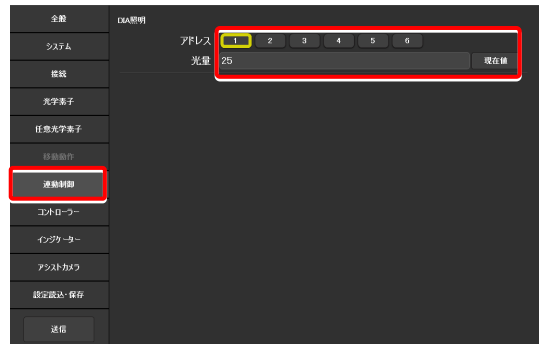 全般
システム
接続
光学素子
任意光学素子
移動動作
連動制御
コントローラー
インジケーター
アシストカメラ
設定読込・保存
送信
DIA照明
アドレス 1 2 3 4 5 6
光量 25 現在値